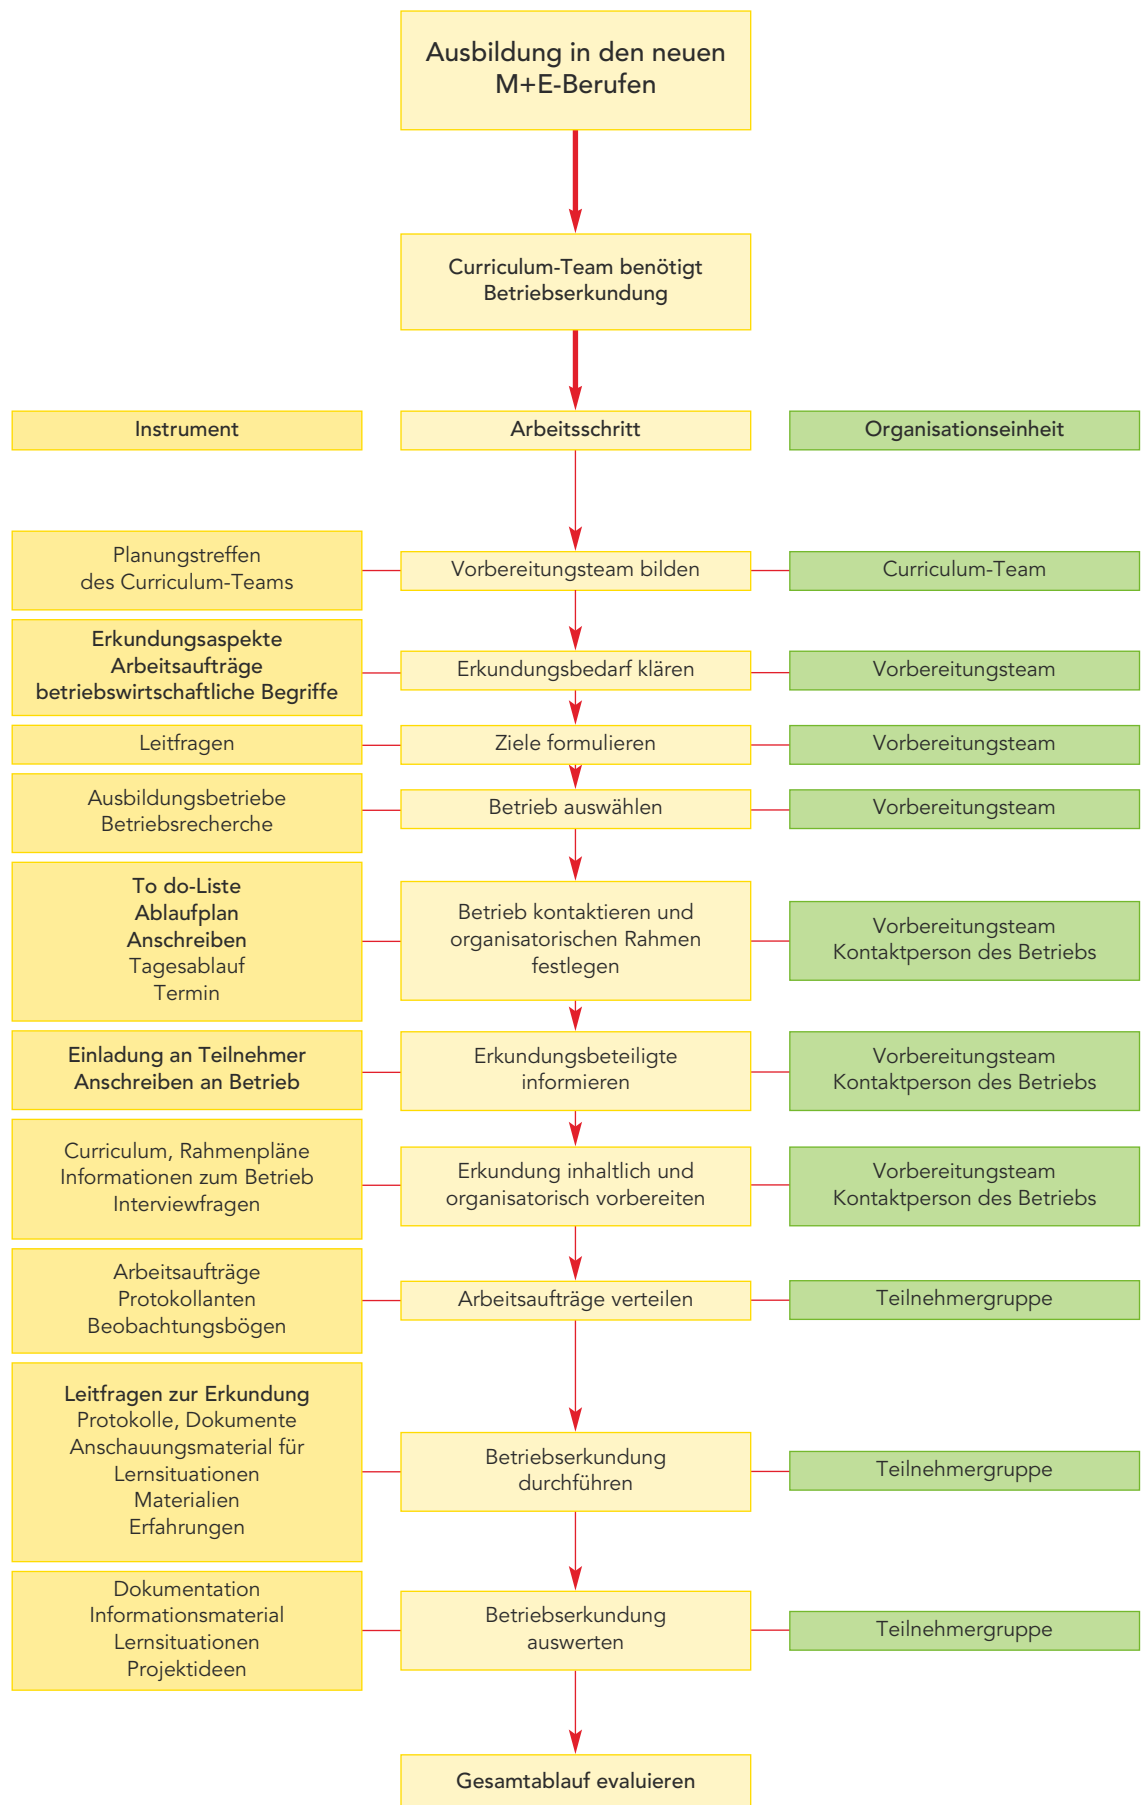 Ausbildung in den neuen
M+E-Berufen
Curriculum-Team benötigt
Betriebserkundung
Instrument
Arbeitsschritt
Organisationseinheit
Planungstreffen
des Curriculum-Teams
Vorbereitungsteam bilden
Curriculum-Team
Erkundungsaspekte
Arbeitsaufträge
betriebswirtschaftliche Begriffe
Erkundungsbedarf klären
Vorbereitungsteam
Leitfragen
Ziele formulieren
Vorbereitungsteam
Ausbildungsbetriebe
Betriebsrecherche
Betrieb auswählen
Vorbereitungsteam
To do-Liste
Ablaufplan
Anschreiben
Tagesablauf
Termin
Betrieb kontaktieren und
organisatorischen Rahmen
festlegen
Vorbereitungsteam
Kontaktperson des Betriebs
Einladung an Teilnehmer
Anschreiben an Betrieb
Erkundungsbeteiligte
informieren
Vorbereitungsteam
Kontaktperson des Betriebs
Curriculum, Rahmenpläne
Informationen zum Betrieb
Interviewfragen
Erkundung inhaltlich und
organisatorisch vorbereiten
Vorbereitungsteam
Kontaktperson des Betriebs
Arbeitsaufträge
Protokollanten
Beobachtungsbögen
Arbeitsaufträge verteilen
Teilnehmergruppe
Leitfragen zur Erkundung
Protokolle, Dokumente
Anschauungsmaterial für
Lernsituationen
Materialien
Erfahrungen
Betriebserkundung
durchführen
Teilnehmergruppe
Dokumentation
Informationsmaterial
Lernsituationen
Projektideen
Betriebserkundung
auswerten
Teilnehmergruppe
Gesamtablauf evaluieren